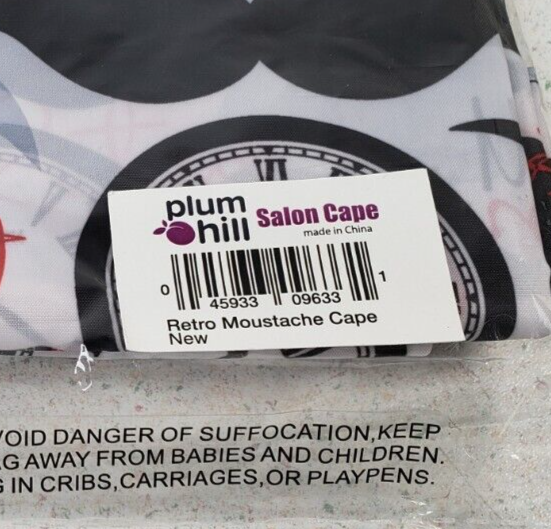 VI
plum
hill
Salon Cape
made in China
0 45933 09633 1
Retro Moustache Cape
New
VOID DANGER OF SUFFOCATION,KEEP
G AWAY FROM BABIES AND CHILDREN.
IN CRIBS,CARRIAGES,OR PLAYPENS.